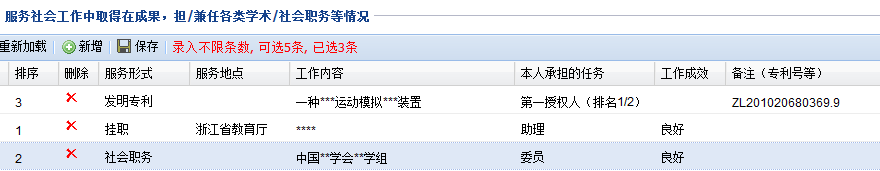 服务社会工作中取得在成果，担/兼任各类学术/社会职务等情况
重新加载 新增 保存 录入不限条数, 可选5条, 已选3条
排序 删除 服务形式 服务地点 工作内容 本人承担的任务 工作成效 备注（专利号等）
3 发明专利 一种***运动模拟***装置 第一授权人（排名1/2） ZL201020680369.9
1 挂职 浙江省教育厅 **** 助理 良好
2 社会职务 中国**学会**学组 委员 良好